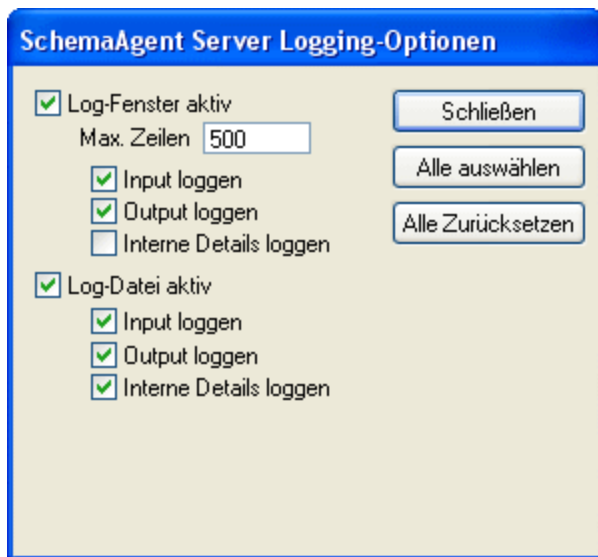 SchemaAgent Server Logging-Optionen
Log-Fenster aktiv
Max. Zeilen 500
Input loggen
Output loggen
Interne Details loggen
Log-Datei aktiv
Input loggen
Output loggen
Interne Details loggen
Schließen
Alle auswählen
Alle Zurücksetzen